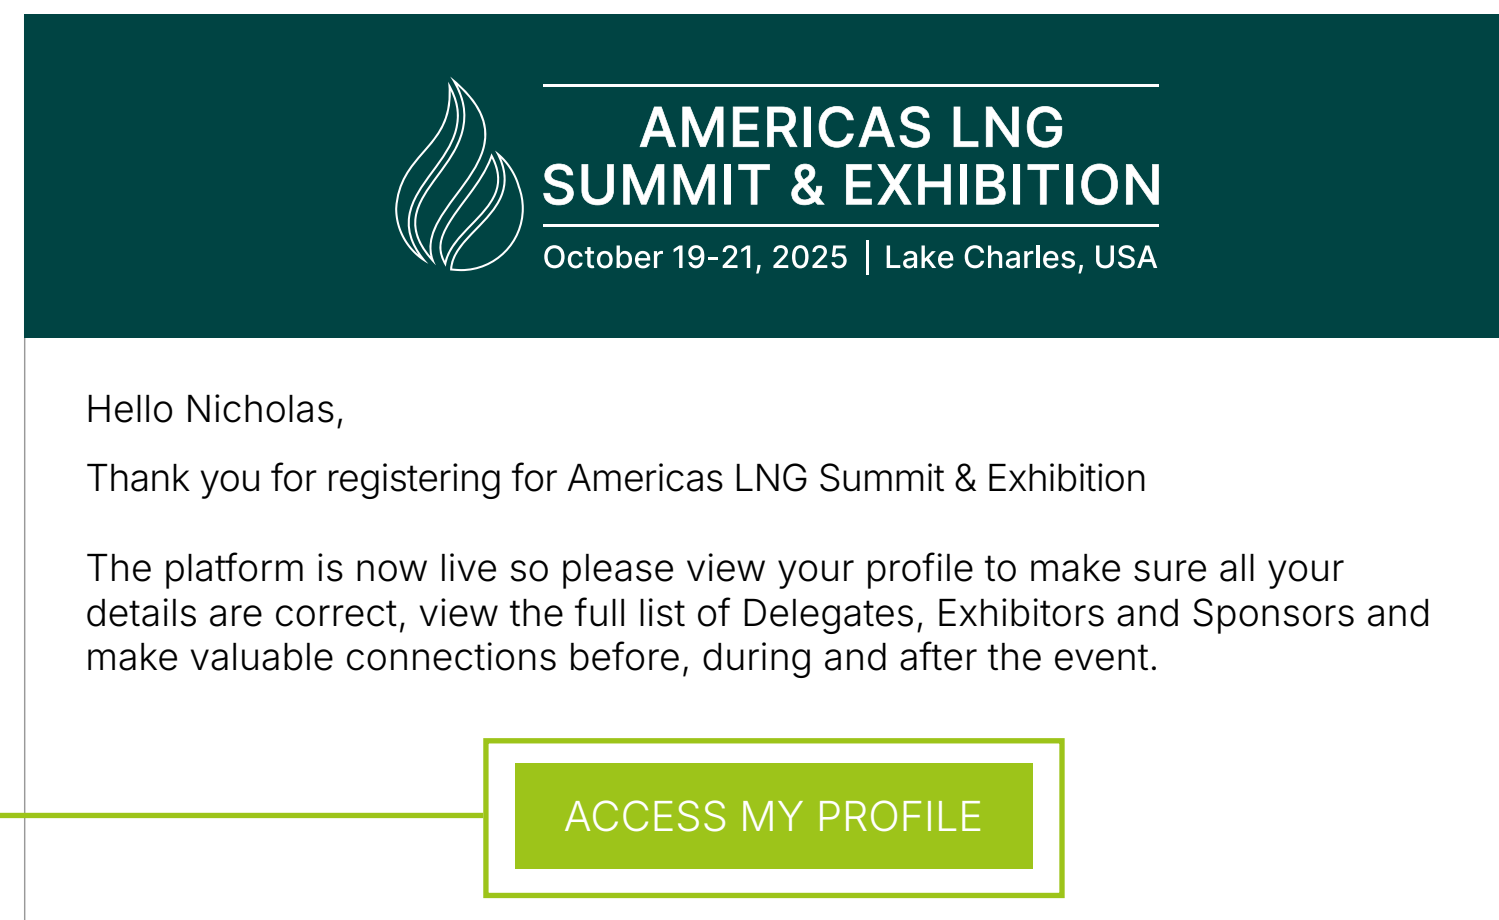 AMERICAS LNG
SUMMIT & EXHIBITION
October 19-21, 2025 | Lake Charles, USA
Hello Nicholas,
Thank you for registering for Americas LNG Summit & Exhibition
The platform is now live so please view your profile to make sure all your
details are correct, view the full list of Delegates, Exhibitors and Sponsors and
make valuable connections before, during and after the event.
ACCESS MY PROFILE